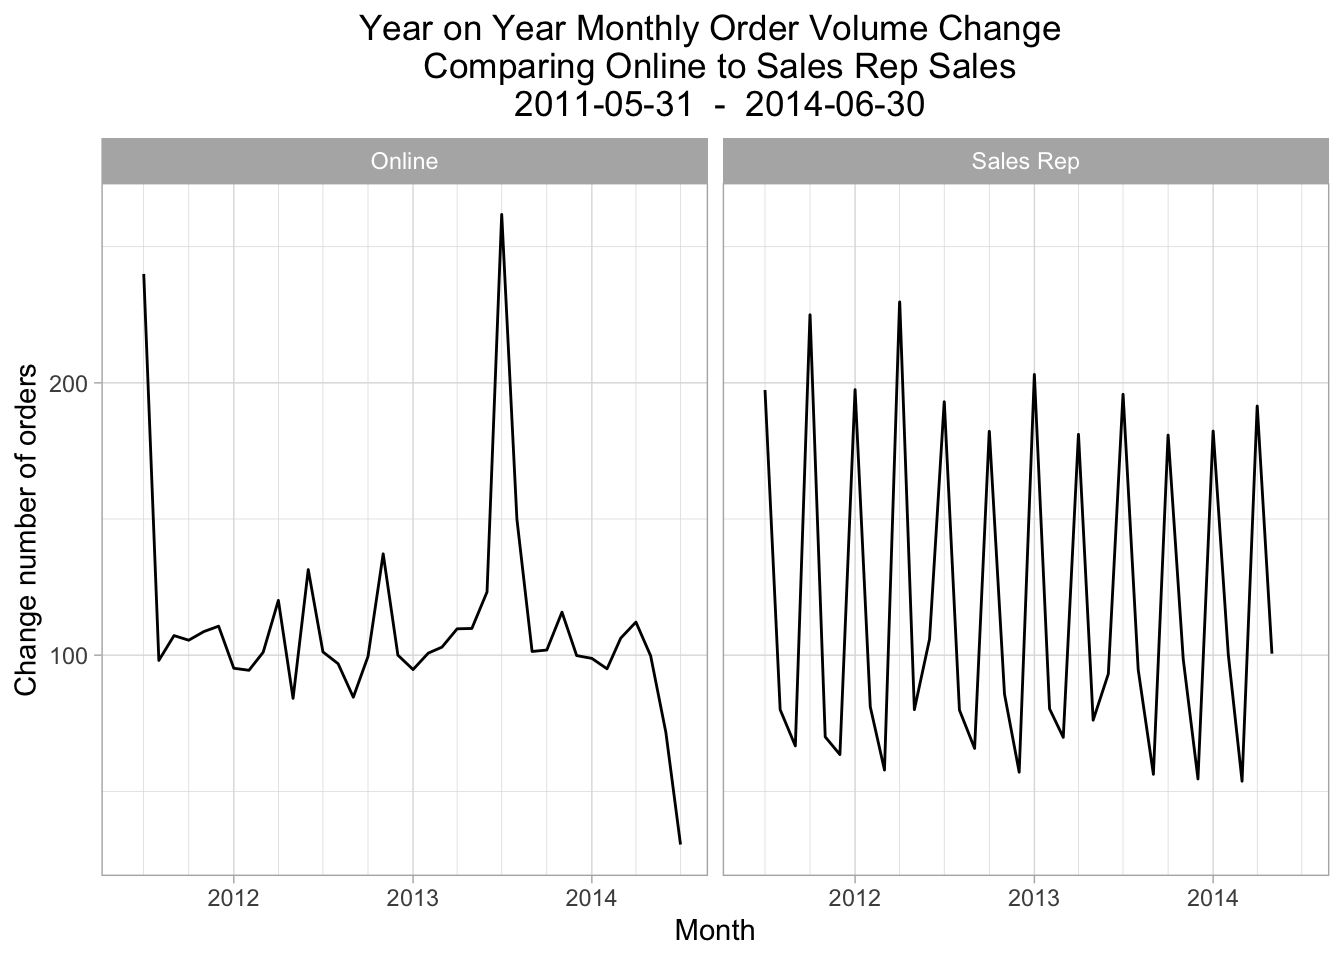 Year on Year Monthly Order Volume Change
Comparing Online to Sales Rep Sales
2011-05-31  -  2014-06-30
Online
Sales Rep
Change number of orders
200
100
2012
2013
2014
2012
2013
2014
Month